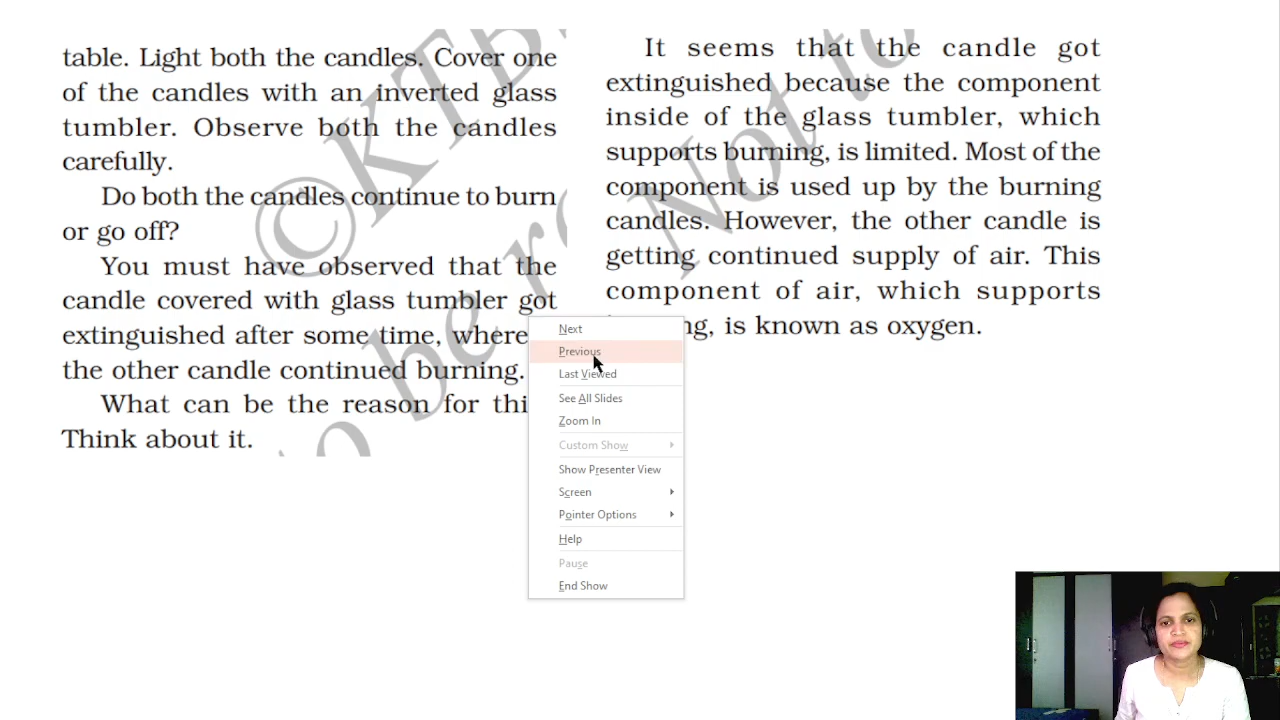 table. Light both the candles. Cover one
of the candles with an inverted glass
tumbler. Observe both the candles
carefully.
Do both the candles continue to burn
or go off?
You must have observed that the
candle covered with glass tumbler got
extinguished after some time, where
the other candle continued burning.
What can be the reason for thi
Think about it.
It seems that the candle got
extinguished because the component
inside of the glass tumbler, which
supports burning, is limited. Most of the
component is used up by the burning
candles. However, the other candle is
getting continued supply of air. This
component of air, which supports
ng, is known as oxygen.
Next
Previous
Last Viewed
See All Slides
Zoom In
Custom Show
Show Presenter View
Screen
Pointer Options
Help
Pause
End Show
©KTB
Not to
to be re